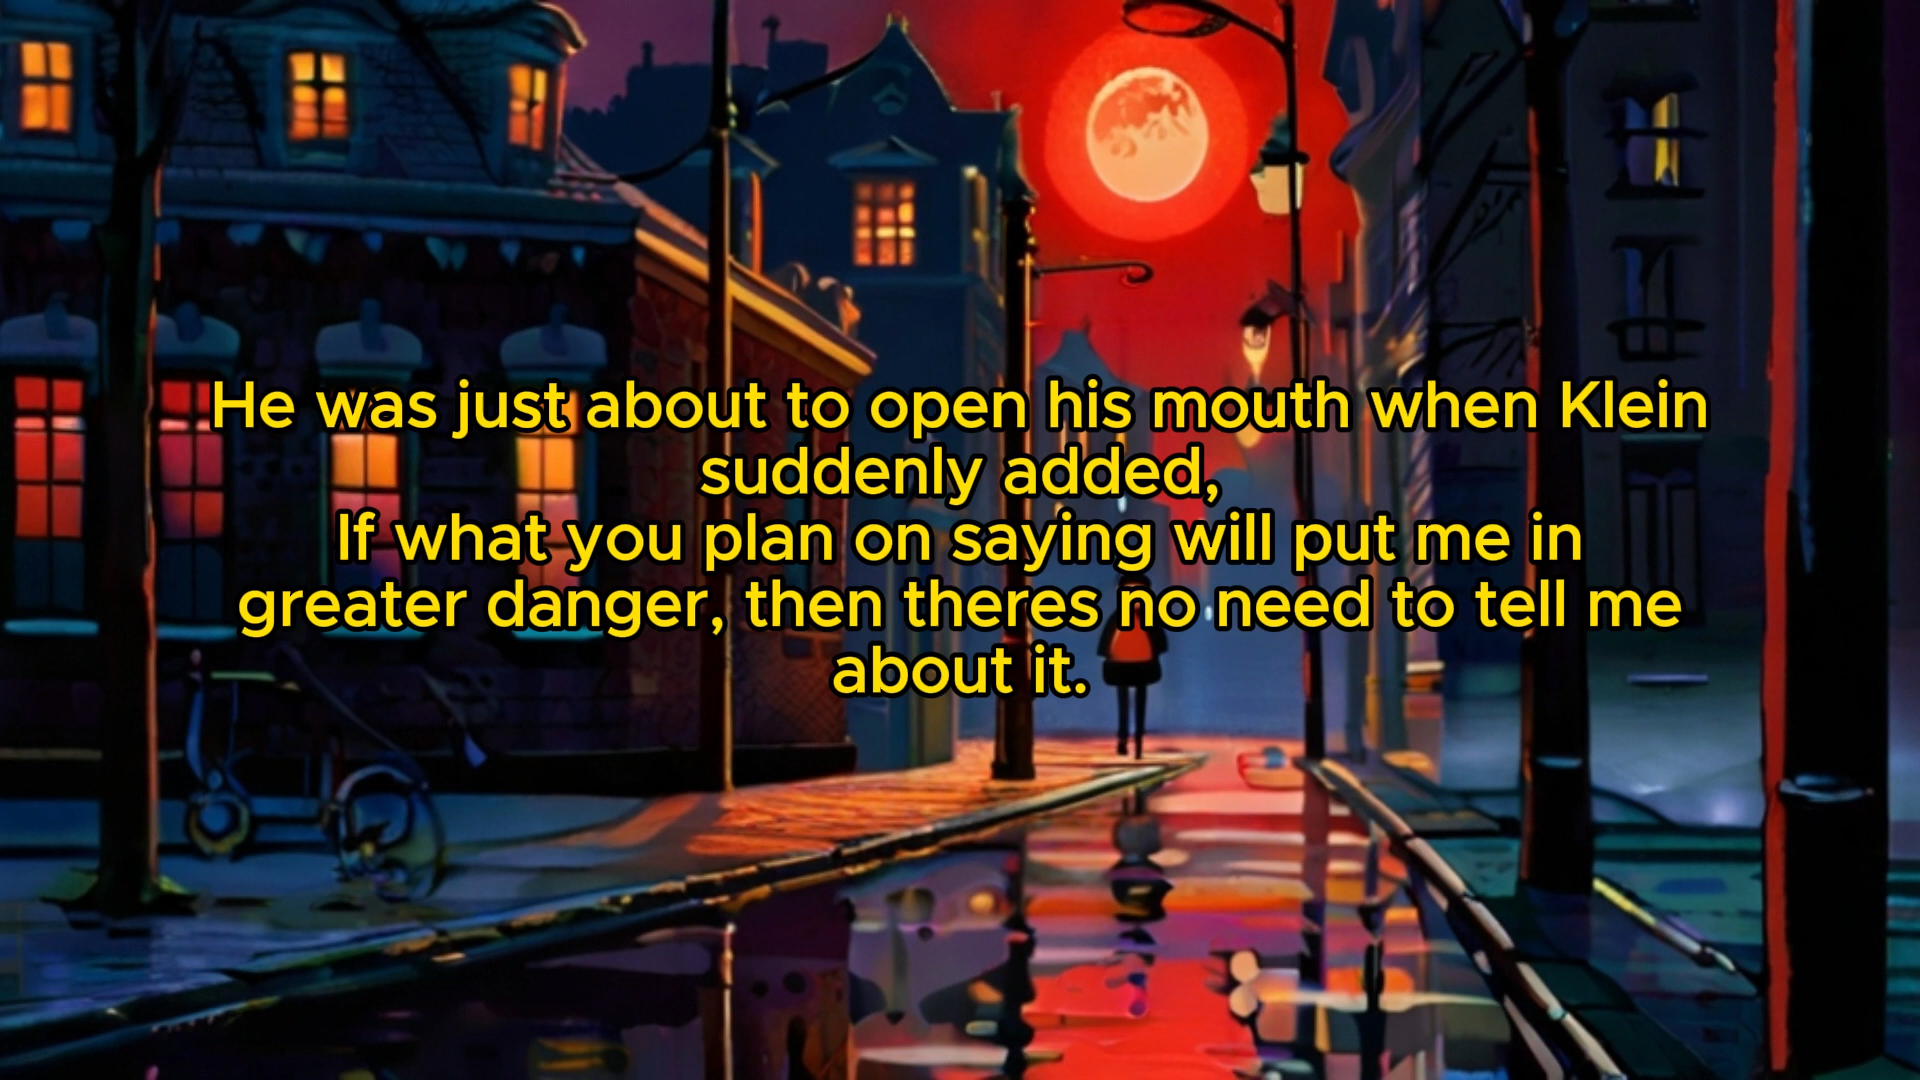 He was just about to open his mouth when Klein
suddenly added,
If what you plan on saying will put me in
greater danger, then theres no need to tell me
about it.